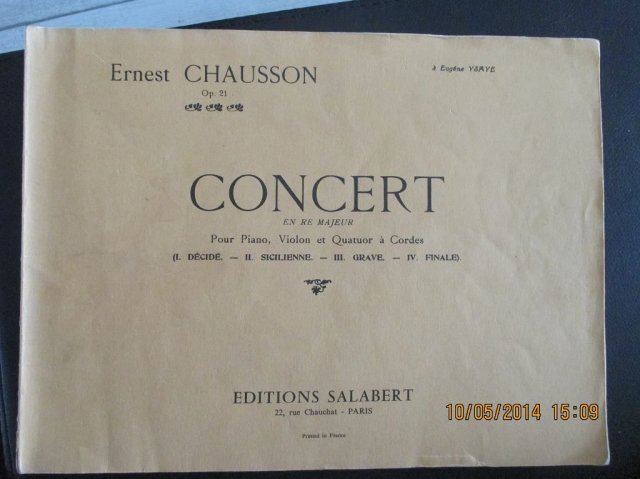 Ernest CHAUSSON
à Eugène YSAYE
Op. 21
CONCERT
EN RE MAJEUR
Pour Piano, Violon et Quatuor à Cordes
(I. DÉCIDÉ. — II. SICILIENNE. — III. GRAVE. — IV. FINALE).
EDITIONS SALABERT
22, rue Chauchat - PARIS
Printed in France
10/05/2014 15:09